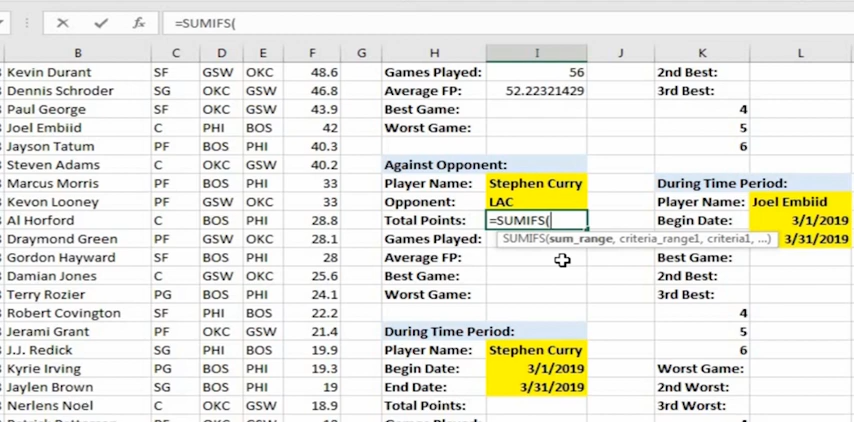 =SUMIFS(
B C D E F G H I J K L
Kevin Durant SF GSW OKC 48.6 Games Played: 56 2nd Best:
Dennis Schroder SG OKC GSW 46.8 Average FP: 52.22321429 3rd Best:
Paul George SF OKC GSW 43.9 Best Game: 4
Joel Embiid C PHI BOS 42 Worst Game: 5
Jayson Tatum PF BOS PHI 40.3 6
Steven Adams C OKC GSW 40.2 Against Opponent:
Marcus Morris PF BOS PHI 33 Player Name: Stephen Curry During Time Period:
Kevon Looney PF GSW OKC 33 Opponent: LAC Player Name: Joel Embiid
Al Horford C BOS PHI 28.8 Total Points: =SUMIFS( Begin Date: 3/1/2019
Draymond Green PF GSW OKC 28.1 Games Played: SUMIFS(sum_range, criteria_range1, criteria1, ...) 3/31/2019
Gordon Hayward SF BOS PHI 28 Average FP: Best Game:
Damian Jones C GSW OKC 25.6 Best Game: 2nd Best:
Terry Rozier PG BOS PHI 24.1 Worst Game: 3rd Best:
Robert Covington SF PHI BOS 22.2 4
Jerami Grant PF OKC GSW 21.4 During Time Period: 5
J.J. Redick SG PHI BOS 19.9 Player Name: Stephen Curry 6
Kyrie Irving PG BOS PHI 19.3 Begin Date: 3/1/2019 Worst Game:
Jaylen Brown SG BOS PHI 19 End Date: 3/31/2019 2nd Worst:
Nerlens Noel C OKC GSW 18.9 Total Points: 3rd Worst: